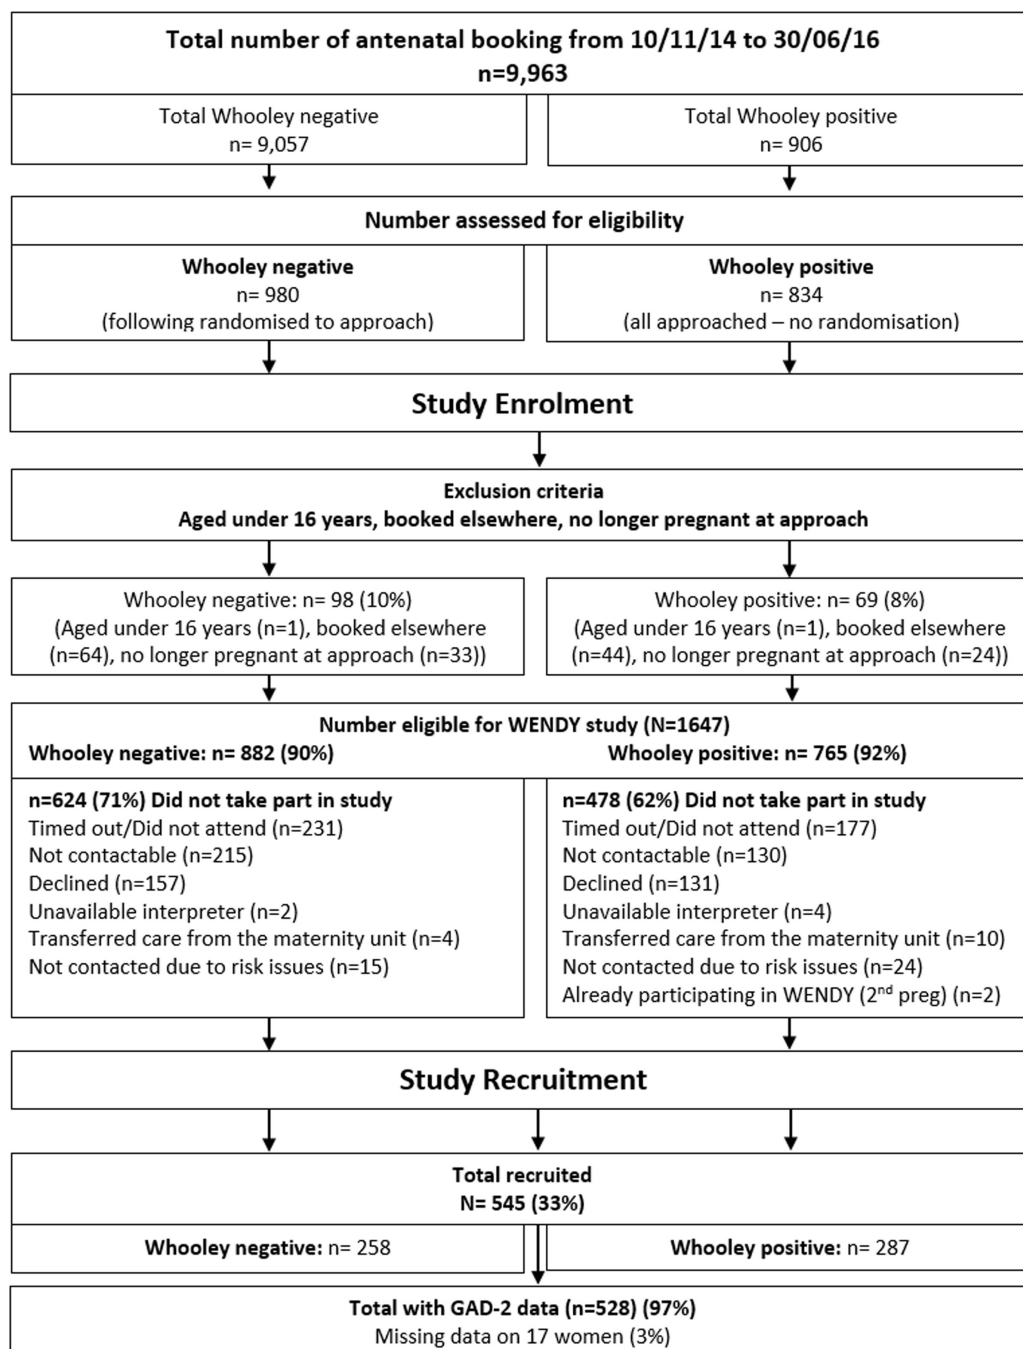 Total number of antenatal booking from 10/11/14 to 30/06/16
n=9,963
Total Whooley negative
n= 9,057
Total Whooley positive
n= 906
Number assessed for eligibility
Whooley negative
n= 980
(following randomised to approach)
Whooley positive
n= 834
(all approached – no randomisation)
Study Enrolment
Exclusion criteria
Aged under 16 years, booked elsewhere, no longer pregnant at approach
Whooley negative: n= 98 (10%)
(Aged under 16 years (n=1), booked elsewhere
(n=64), no longer pregnant at approach (n=33))
Whooley positive: n= 69 (8%)
(Aged under 16 years (n=1), booked elsewhere
(n=44), no longer pregnant at approach (n=24))
Number eligible for WENDY study (N=1647)
Whooley negative: n= 882 (90%)
Whooley positive: n= 765 (92%)
n=624 (71%) Did not take part in study
Timed out/Did not attend (n=231)
Not contactable (n=215)
Declined (n=157)
Unavailable interpreter (n=2)
Transferred care from the maternity unit (n=4)
Not contacted due to risk issues (n=15)
n=478 (62%) Did not take part in study
Timed out/Did not attend (n=177)
Not contactable (n=130)
Declined (n=131)
Unavailable interpreter (n=4)
Transferred care from the maternity unit (n=10)
Not contacted due to risk issues (n=24)
Already participating in WENDY (2nd preg) (n=2)
Study Recruitment
Total recruited
N= 545 (33%)
Whooley negative: n= 258
Whooley positive: n= 287
Total with GAD-2 data (n=528) (97%)
Missing data on 17 women (3%)